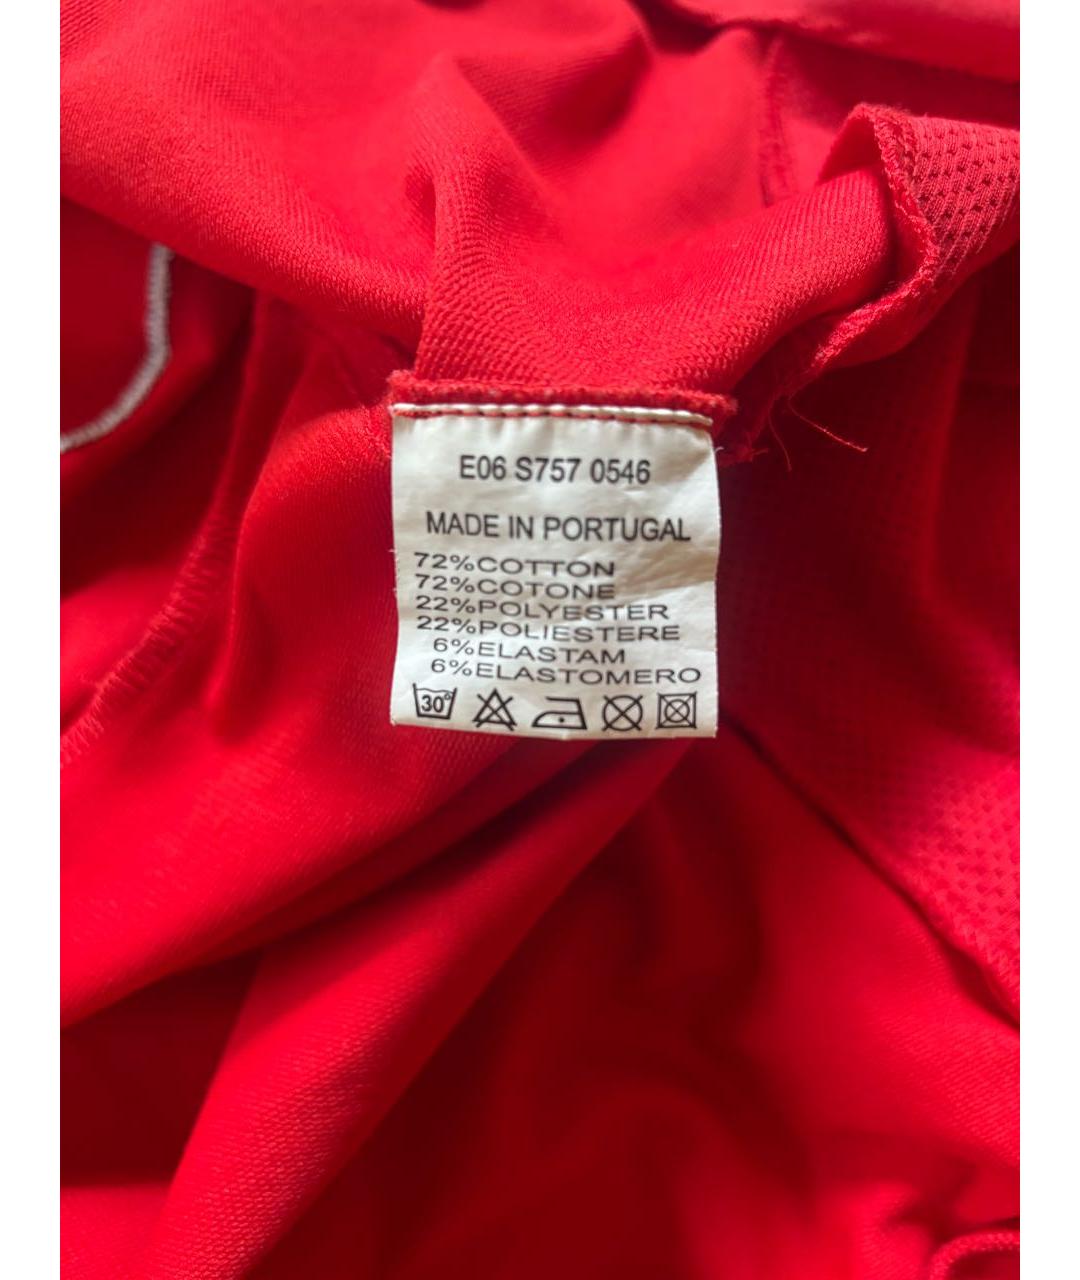 E06 S757 0546
MADE IN PORTUGAL
72%COTTON
72%COTONE
22%POLYESTER
22%POLIESTERE
6%ELASTAM
6%ELASTOMERO
30°